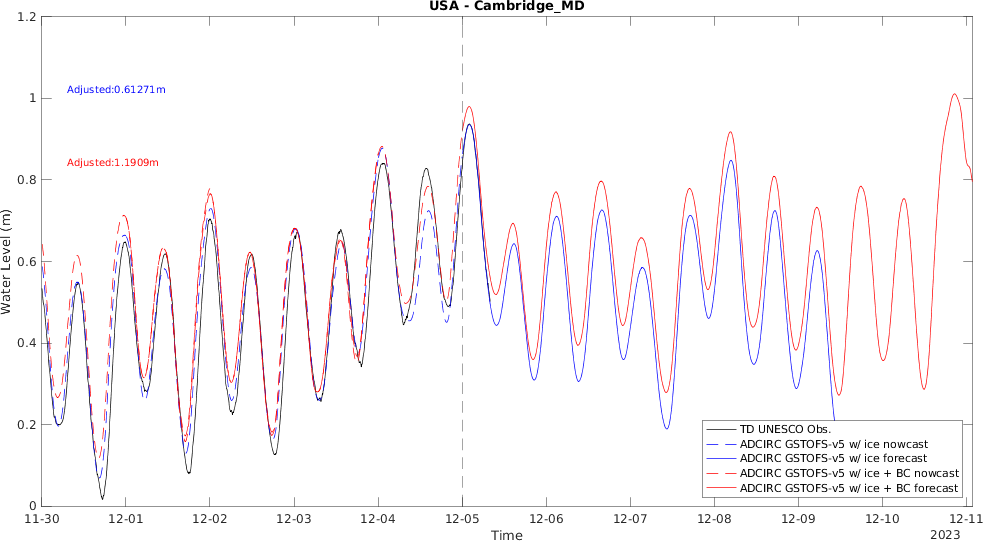 USA - Cambridge_MD
1.2
1
0.8
0.6
0.4
0.2
0
Water Level (m)
Adjusted:0.61271m
Adjusted:1.1909m
TD UNESCO Obs.
ADCIRC GSTOFS-v5 w/ ice nowcast
ADCIRC GSTOFS-v5 w/ ice forecast
ADCIRC GSTOFS-v5 w/ ice + BC nowcast
ADCIRC GSTOFS-v5 w/ ice + BC forecast
11-30 12-01 12-02 12-03 12-04 12-05 12-06 12-07 12-08 12-09 12-10 12-11
Time
2023